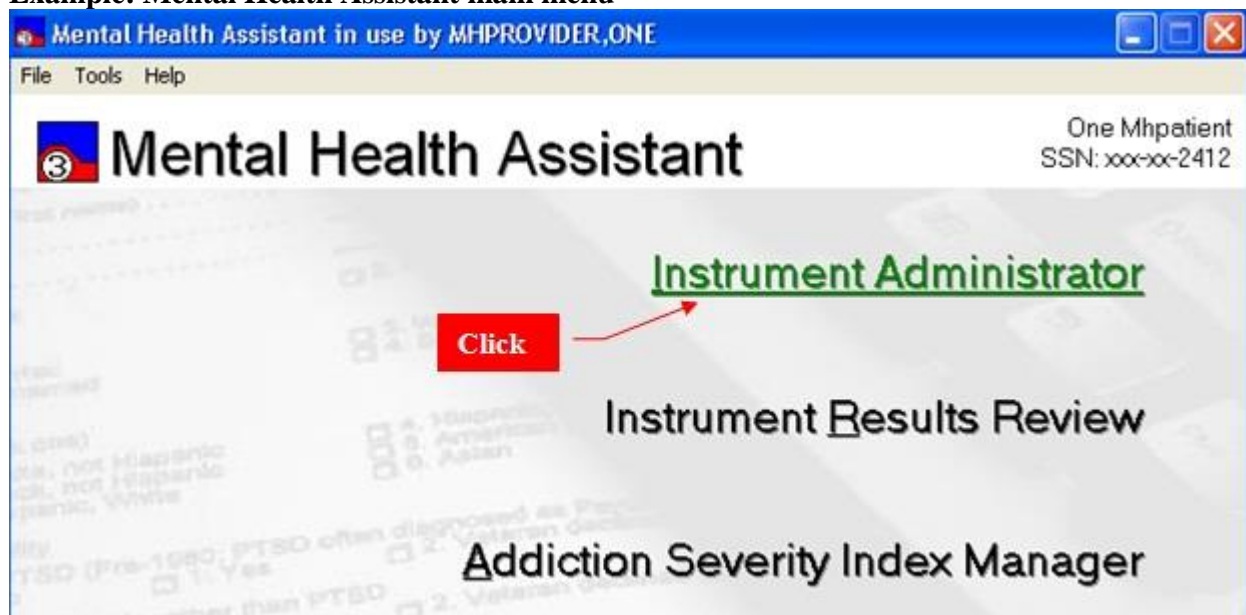 Example: Mental Health Assistant main menu
Mental Health Assistant in use by MHPROVIDER,ONE
File Tools Help
3 Mental Health Assistant
One Mhpatient
SSN: xxx-xx-2412
Instrument Administrator
Click
Instrument Results Review
Addiction Severity Index Manager